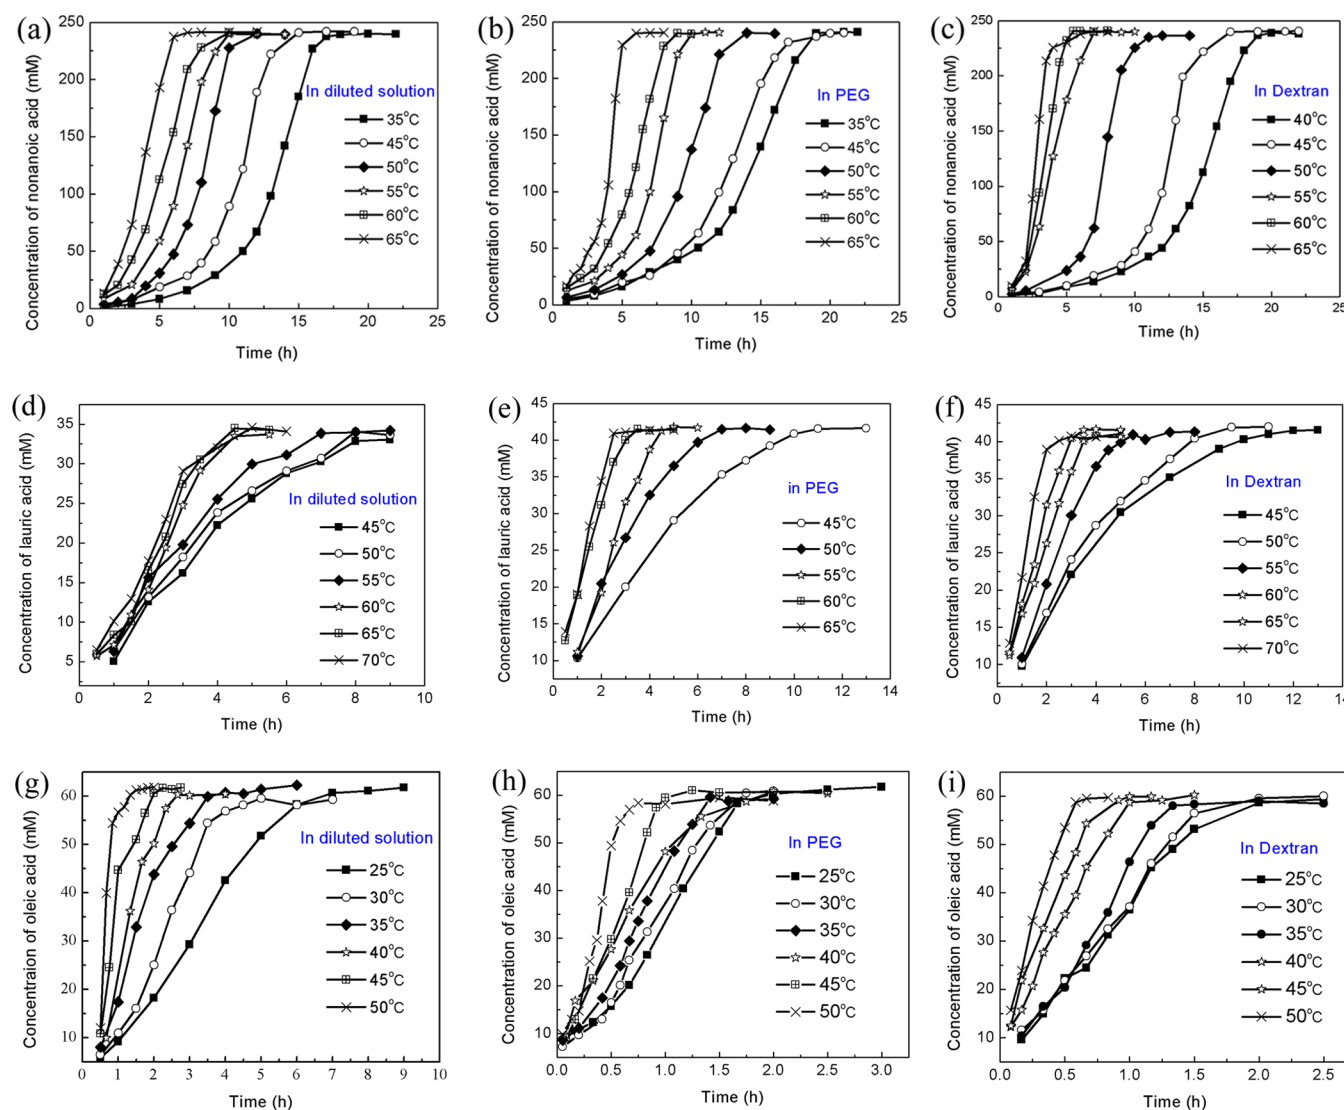 (a)
Concentration of nonanoic acid (mM)
250
200
150
100
50
0
In diluted solution
35°C
45°C
50°C
55°C
60°C
65°C
0 5 10 15 20 25
Time (h)
(b)
Concentration of nonanoic acid (mM)
250
200
150
100
50
0
In PEG
35°C
45°C
50°C
55°C
60°C
65°C
0 5 10 15 20 25
Time (h)
(c)
Concentration of nonanoic acid (mM)
250
200
150
100
50
0
In Dextran
40°C
45°C
50°C
55°C
60°C
65°C
0 5 10 15 20 25
Time (h)
(d)
Concentration of lauric acid (mM)
35
30
25
20
15
10
5
In diluted solution
45°C
50°C
55°C
60°C
65°C
70°C
0 2 4 6 8 10
Time (h)
(e)
Concentration of lauric acid (mM)
45
40
35
30
25
20
15
10
in PEG
45°C
50°C
55°C
60°C
65°C
0 2 4 6 8 10 12 14
Time (h)
(f)
Concentration of lauric acid (mM)
45
40
35
30
25
20
15
10
In Dextran
45°C
50°C
55°C
60°C
65°C
70°C
0 2 4 6 8 10 12 14
Time (h)
(g)
Concentraion of oleic acid (mM)
60
50
40
30
20
10
In diluted solution
25°C
30°C
35°C
40°C
45°C
50°C
0 1 2 3 4 5 6 7 8 9 10
Time (h)
(h)
Concentration of oleic acid (mM)
60
50
40
30
20
10
In PEG
25°C
30°C
35°C
40°C
45°C
50°C
0.0 0.5 1.0 1.5 2.0 2.5 3.0
Time (h)
(i)
Concentration of oleic acid (mM)
60
50
40
30
20
10
In Dextran
25°C
30°C
35°C
40°C
45°C
50°C
0.0 0.5 1.0 1.5 2.0 2.5
Time (h)